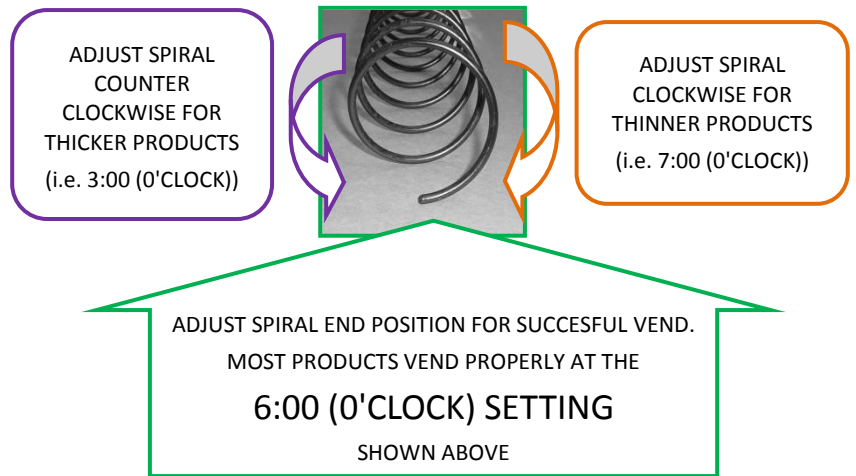 ADJUST SPIRAL
COUNTER
CLOCKWISE FOR
THICKER PRODUCTS
(i.e. 3:00 (0'CLOCK))
ADJUST SPIRAL
CLOCKWISE FOR
THINNER PRODUCTS
(i.e. 7:00 (0'CLOCK))
ADJUST SPIRAL END POSITION FOR SUCCESFUL VEND.
MOST PRODUCTS VEND PROPERLY AT THE
6:00 (0'CLOCK) SETTING
SHOWN ABOVE